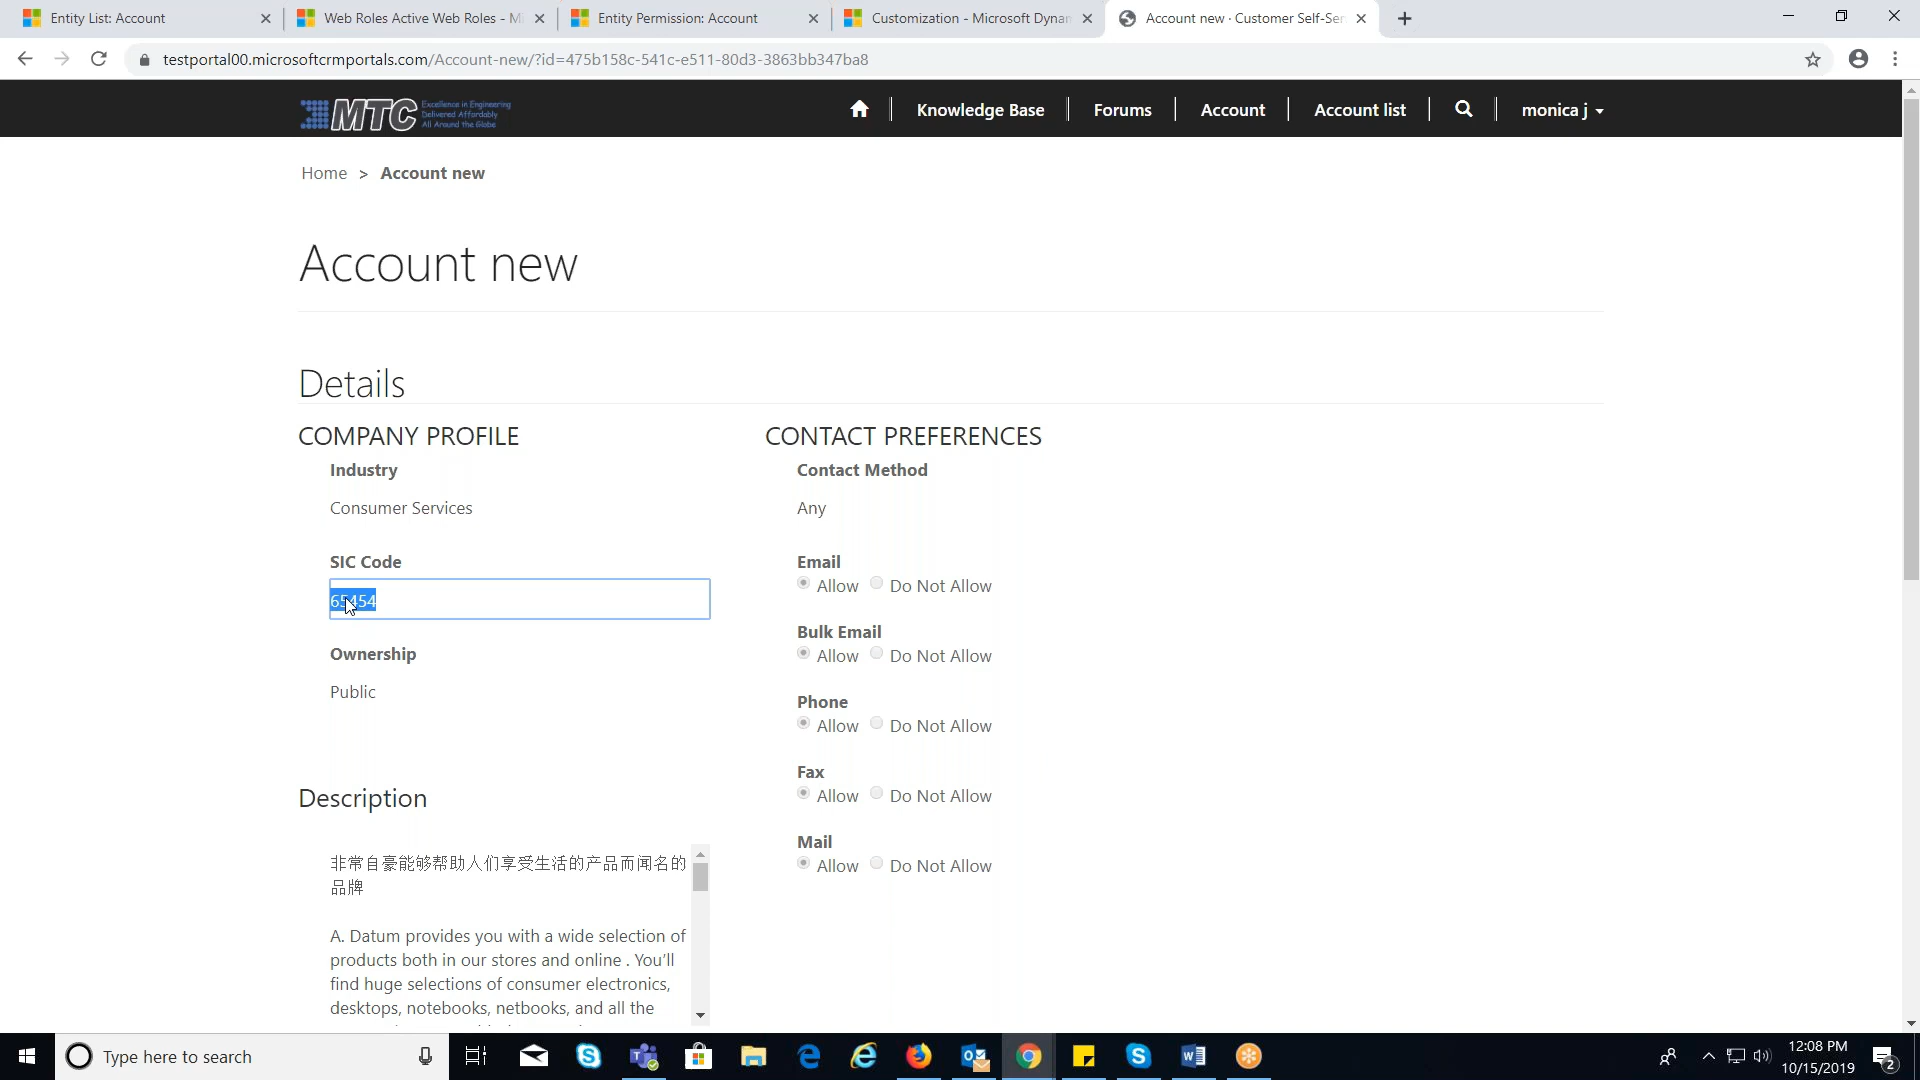 Entity List: Account
Web Roles Active Web Roles - Mi
Entity Permission: Account
Customization - Microsoft Dynam
Account new · Customer Self-Ser
testportal00.microsoftcrmportals.com/Account-new/?id=475b158c-541c-e511-80d3-3863bb347ba8
MTC
Excellence in Engineering
Delivered Affordably
All Around the Globe
Knowledge Base
Forums
Account
Account list
monica j
Home > Account new
Account new
Details
COMPANY PROFILE
Industry
Consumer Services
SIC Code
65454
Ownership
Public
CONTACT PREFERENCES
Contact Method
Any
Email
Allow Do Not Allow
Bulk Email
Allow Do Not Allow
Phone
Allow Do Not Allow
Fax
Allow Do Not Allow
Mail
Allow Do Not Allow
Description
非常自豪能够帮助人们享受生活的产品而闻名的
品牌
A. Datum provides you with a wide selection of
products both in our stores and online . You'll
find huge selections of consumer electronics,
desktops, notebooks, netbooks, and all the
Type here to search
12:08 PM
10/15/2019
2